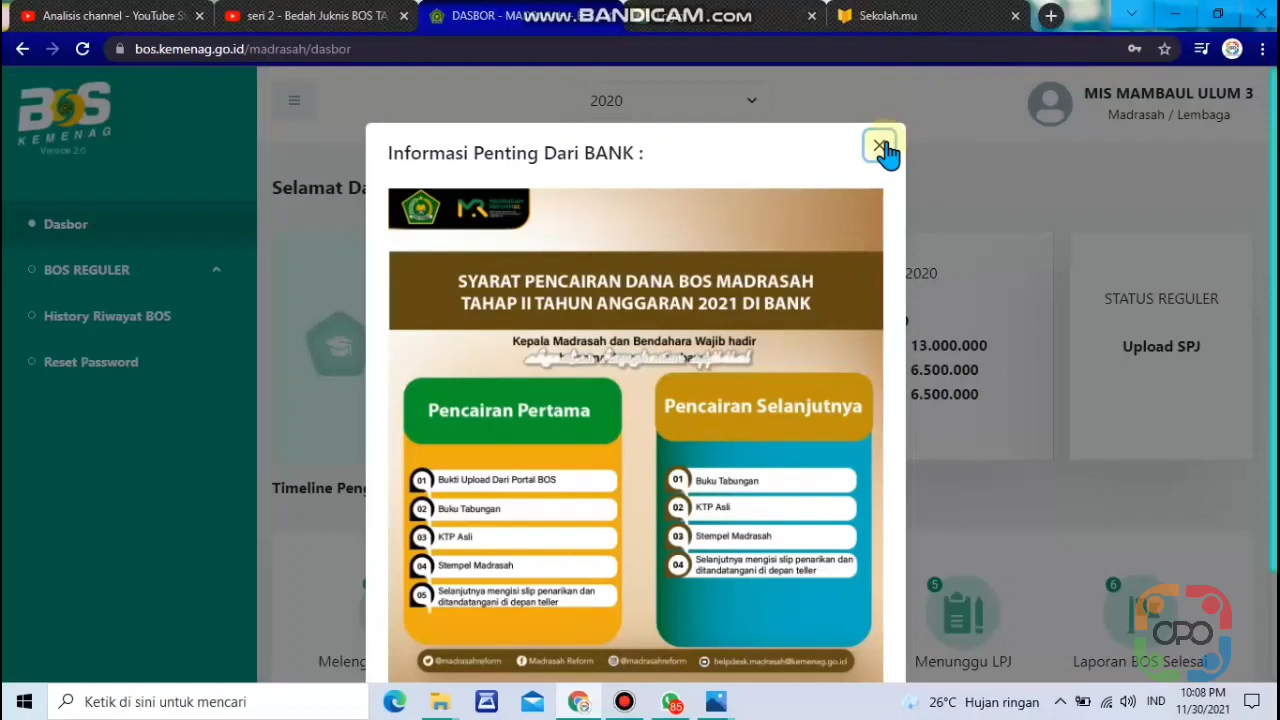 Analisis channel - YouTube S
seri 2 - Bedah Juknis BOS TA
DASBOR - MA
Sekolah.mu
www.BANDICAM.com
bos.kemenag.go.id/madrasah/dasbor
BOS
KEMENAG
Version 2.0
2020
MIS MAMBAUL ULUM 3
Madrasah / Lembaga
Informasi Penting Dari BANK :
Selamat Da
Dasbor
BOS REGULER
History Riwayat BOS
Reset Password
2020
13.000.000
6.500.000
6.500.000
STATUS REGULER
Upload SPJ
SYARAT PENCAIRAN DANA BOS MADRASAH
TAHAP II TAHUN ANGGARAN 2021 DI BANK
Kepala Madrasah dan Bendahara Wajib hadir
Pencairan Pertama
01 Bukti Upload Dari Portal BOS
02 Buku Tabungan
03 KTP Asli
04 Stempel Madrasah
05 Selanjutnya mengisi slip penarikan dan
ditandatangani di depan teller
Pencairan Selanjutnya
01 Buku Tabungan
02 KTP Asli
03 Stempel Madrasah
04 Selanjutnya mengisi slip penarikan dan
ditandatangani di depan teller
@madrasahreform
Madrasah Reform
@madrasahreform
helpdesk.madrasah@kemenag.go.id
Timeline Peng
Meleng
5
Menunggu LPJ
6
Laporan
OPO
Ketik di sini untuk mencari
85
26°C Hujan ringan
IND
10:08 PM
11/30/2021